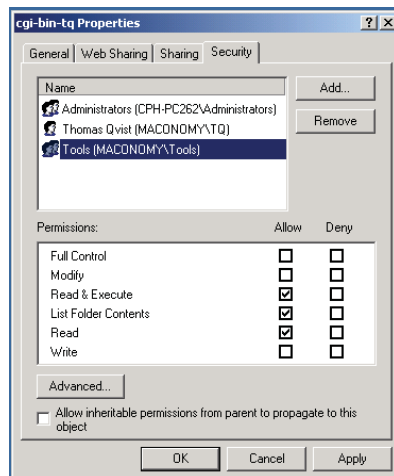 cgi-bin-tq Properties
General Web Sharing Sharing Security
Name
Add...
Administrators (CPH-PC262\Administrators)
Thomas Qvist (MACONOMY\TQ)
Remove
Tools (MACONOMY\Tools)
Permissions: Allow Deny
Full Control
Modify
Read & Execute
List Folder Contents
Read
Write
Advanced...
Allow inheritable permissions from parent to propagate to this
object
OK Cancel Apply